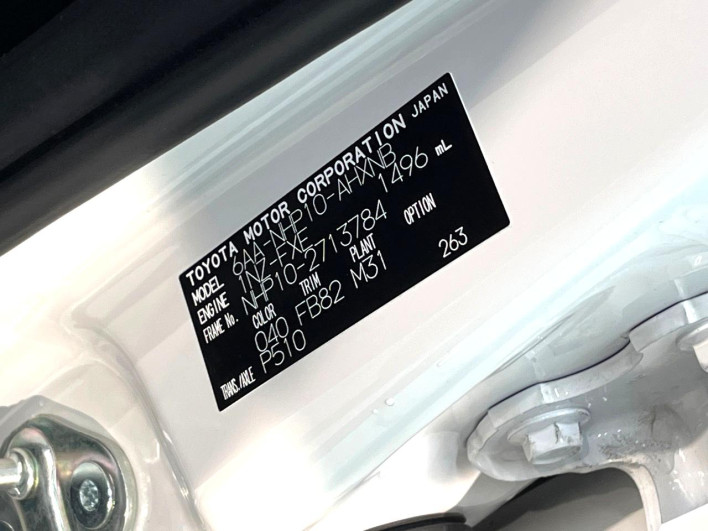 TOYOTA MOTOR CORPORATION JAPAN
MODEL 6AA-NHP10-AHXNB
ENGINE 1NZ-FXE 1496 mL
FRAME No. NHP10-2713784
COLOR TRIM PLANT OPTION
040 FB82 M31 263
TRANS./AXLE P510